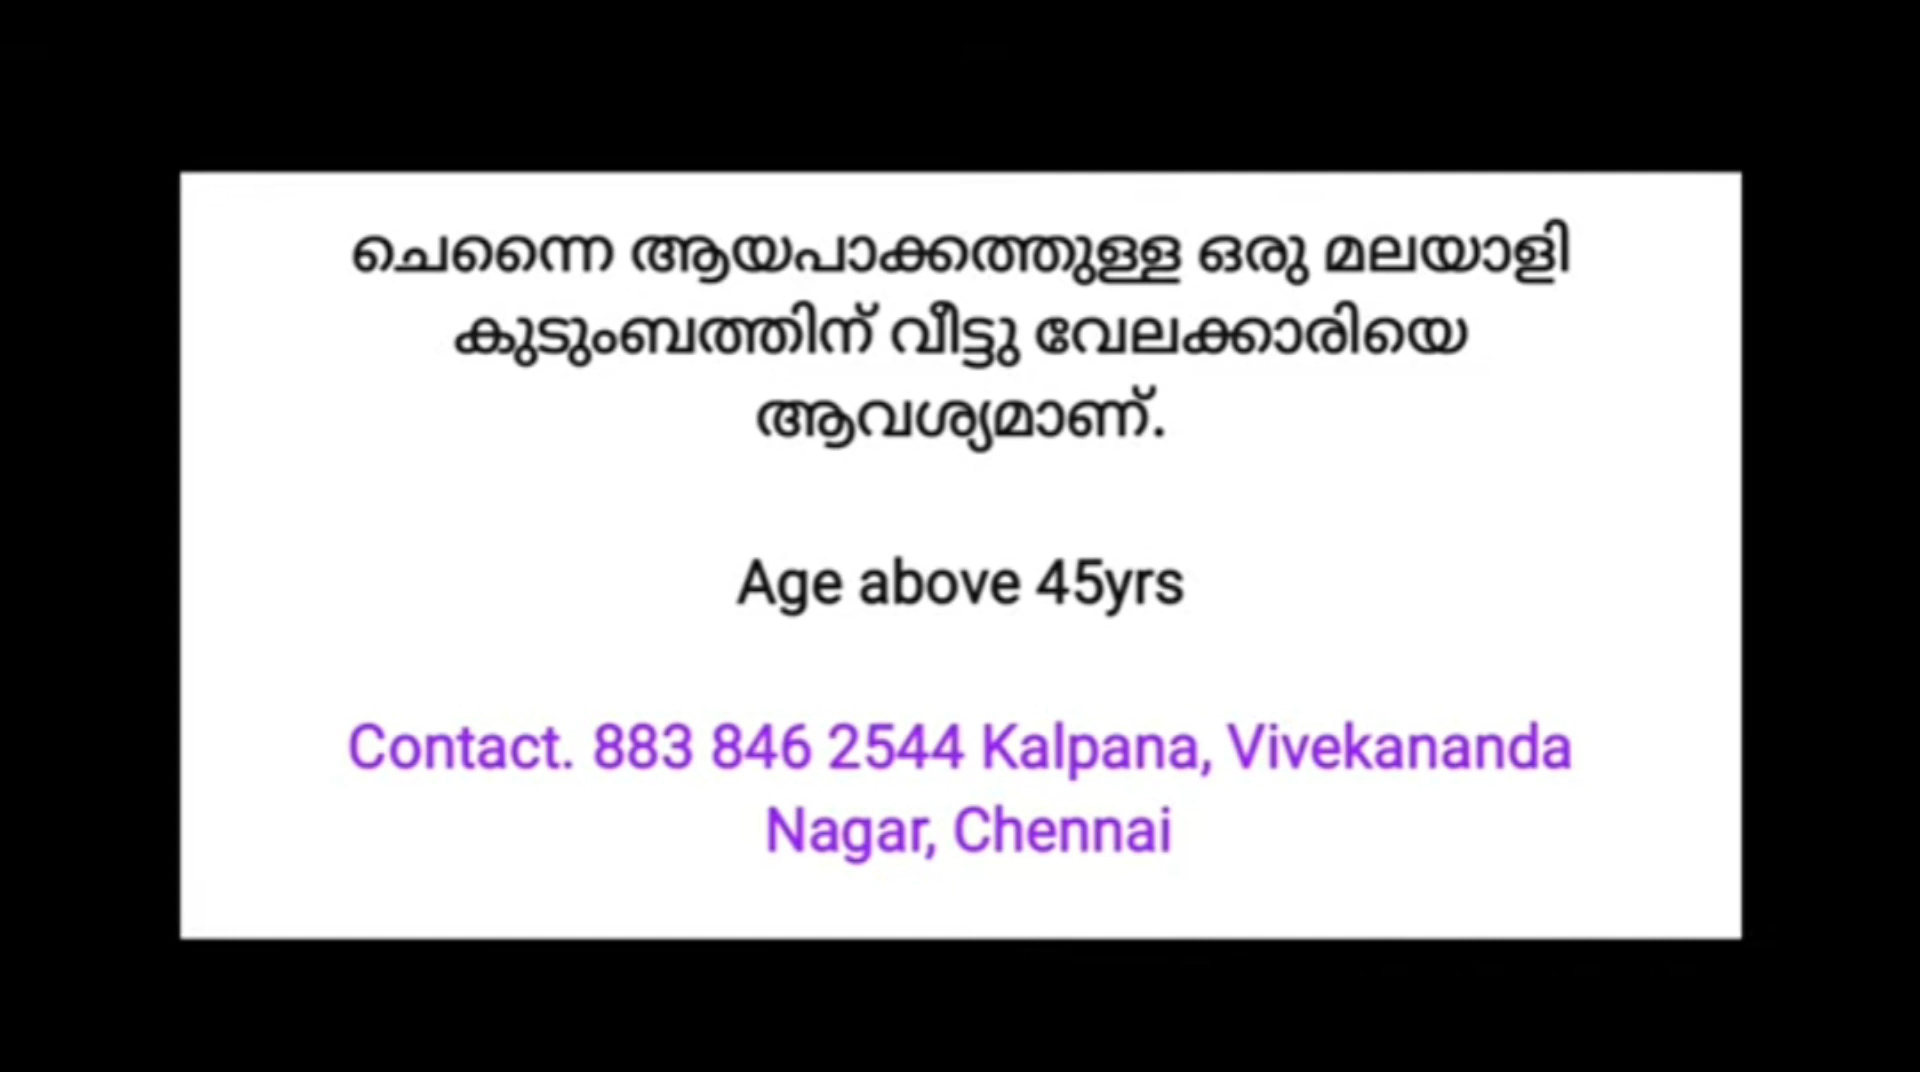 ചെന്നൈ ആയപാക്കത്തുള്ള ഒരു മലയാളി
കുടുംബത്തിന് വീട്ടു വേലക്കാരിയെ
ആവശ്യമാണ്.
Age above 45yrs
Contact. 883 846 2544 Kalpana, Vivekananda
Nagar, Chennai